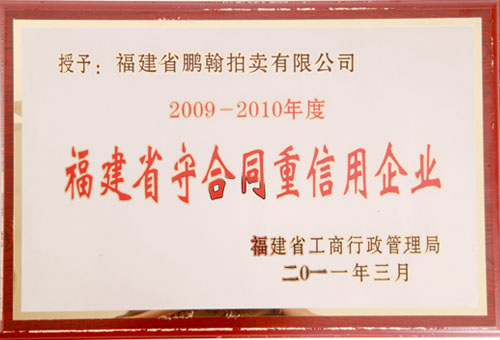 授予：福建省鹏翰拍卖有限公司
2009－2010年度
福建省守合同重信用企业
福建省工商行政管理局
二0一一年三月